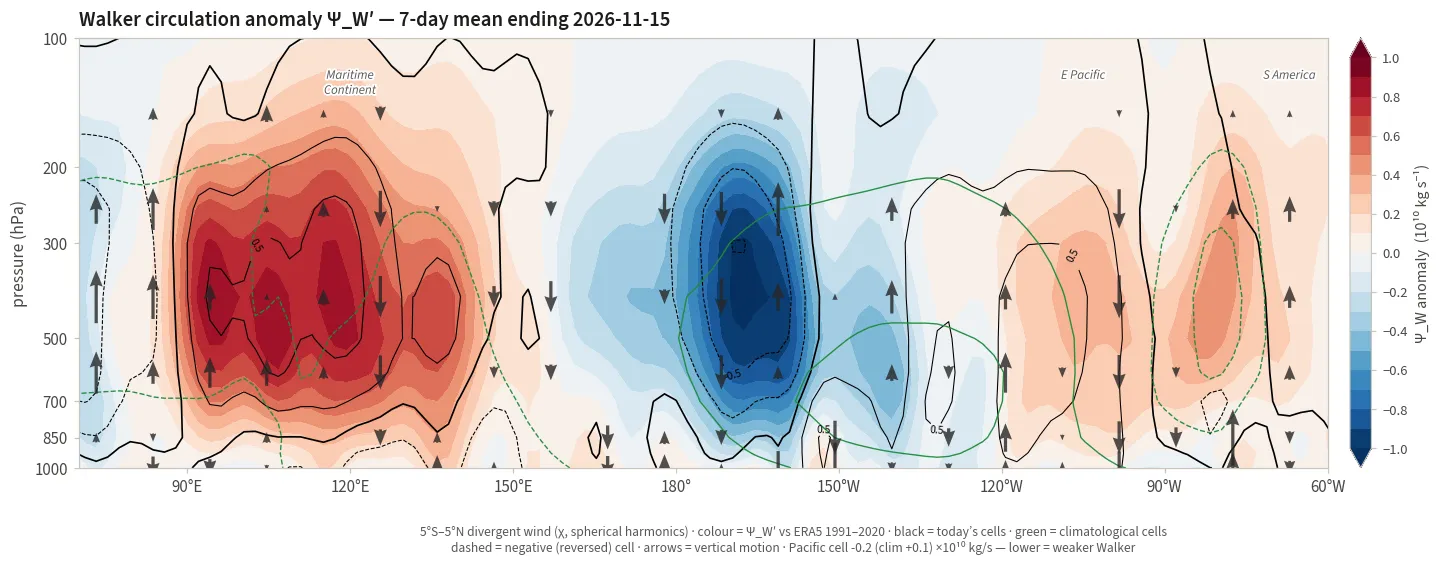 Walker circulation anomaly Ψ_W′ — 7-day mean ending 2026-11-15
100
200
300
400
500
700
850
1000
pressure (hPa)
Maritime
Continent
E Pacific
S America
0.5
0.5
-0.5
0.5
0.5
90°E
120°E
150°E
180°
150°W
120°W
90°W
60°W
1.0
0.8
0.6
0.4
0.2
0.0
−0.2
−0.4
−0.6
−0.8
−1.0
Ψ_W anomaly (10¹⁰ kg s⁻¹)
5°S–5°N divergent wind (χ, spherical harmonics) · colour = Ψ_W′ vs ERA5 1991–2020 · black = today's cells · green = climatological cells
dashed = negative (reversed) cell · arrows = vertical motion · Pacific cell -0.2 (clim +0.1) ×10¹⁰ kg/s — lower = weaker Walker